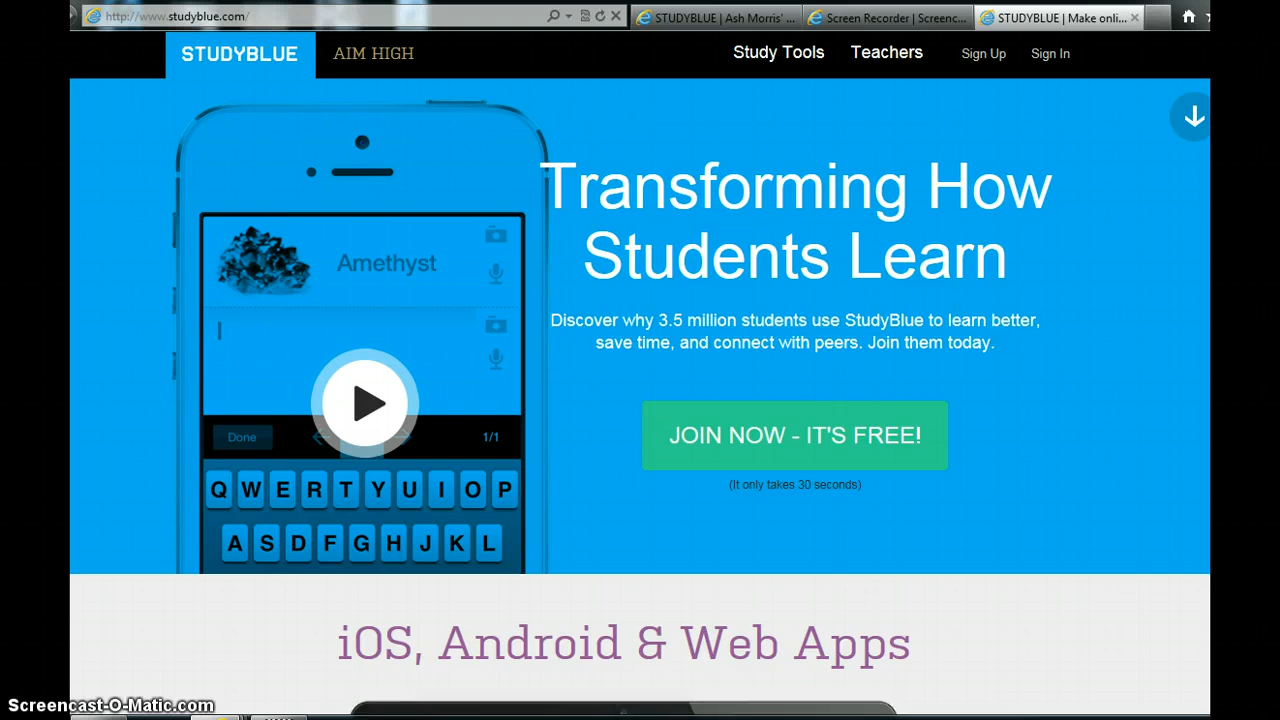 http://www.studyblue.com/
STUDYBLUE | Ash Morris' ...
Screen Recorder | Screenc...
STUDYBLUE | Make onli...
STUDYBLUE
AIM HIGH
Study Tools
Teachers
Sign Up
Sign In
Transforming How
Students Learn
Discover why 3.5 million students use StudyBlue to learn better,
save time, and connect with peers. Join them today.
JOIN NOW - IT'S FREE!
(It only takes 30 seconds)
Amethyst
Done
1/1
Q W E R T Y U I O P
A S D F G H J K L
iOS, Android & Web Apps
Screencast-O-Matic.com